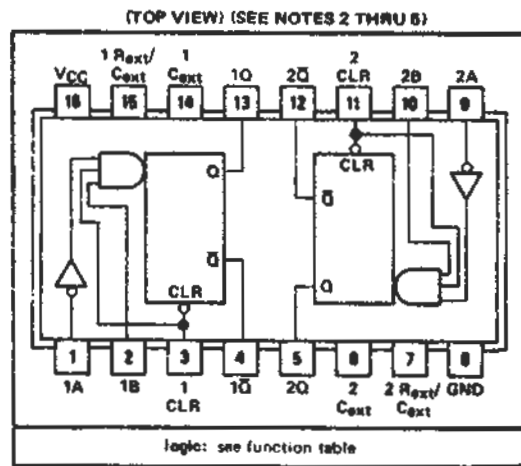 (TOP VIEW) (SEE NOTES 2 THRU 5)
1 Rext/ 1 2
VCC Cext Cext 1Q 2Q̅ CLR 2B 2A
16 15 14 13 12 11 10 9
CLR
Q
Q̅
Q̅
Q
CLR
1 2 3 4 5 6 7 8
1A 1B 1 1Q̅ 2Q 2 2 Rext/ GND
CLR Cext Cext
logic: see function table